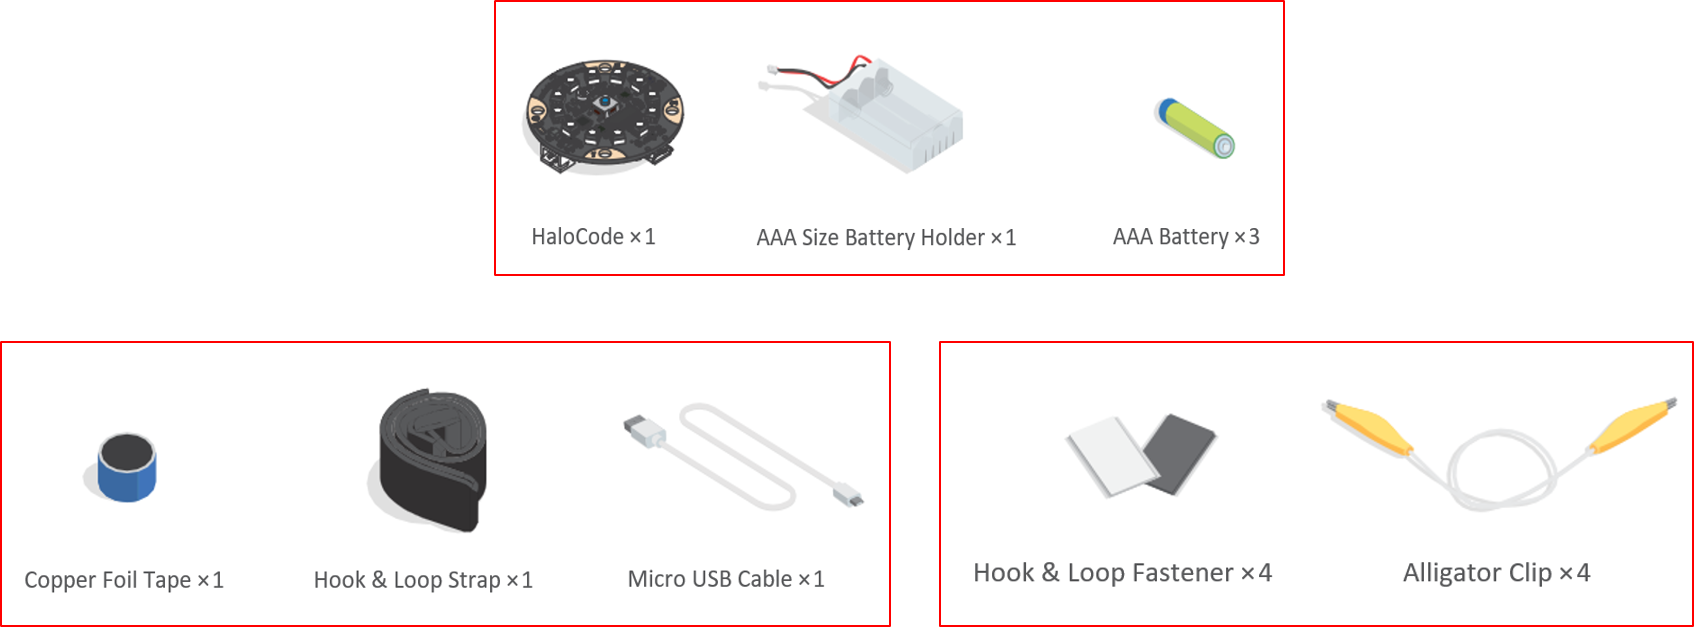 HaloCode ×1
AAA Size Battery Holder ×1
AAA Battery ×3
Copper Foil Tape ×1
Hook & Loop Strap ×1
Micro USB Cable ×1
Hook & Loop Fastener ×4
Alligator Clip ×4